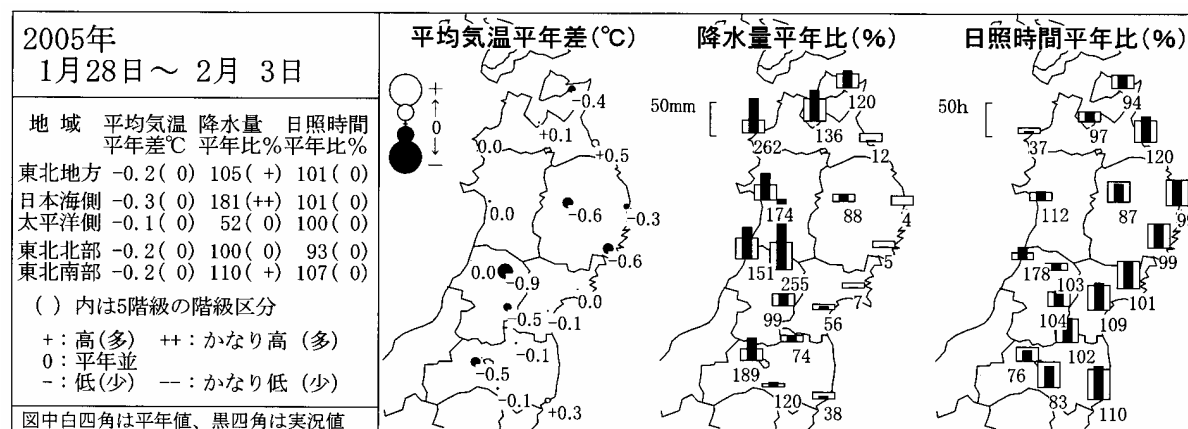 2005年
1月28日～ 2月 3日
地 域 平均気温 降水量 日照時間
平年差℃ 平年比% 平年比%
東北地方 -0.2( 0) 105( +) 101( 0)
日本海側 -0.3( 0) 181(++) 101( 0)
太平洋側 -0.1( 0) 52( 0) 100( 0)
東北北部 -0.2( 0) 100( 0) 93( 0)
東北南部 -0.2( 0) 110( +) 107( 0)
( ) 内は5階級の階級区分
+：高(多) ++：かなり高 (多)
0：平年並
-：低(少) --：かなり低 (少)
図中白四角は平年値、黒四角は実況値
平均気温平年差(℃)
+
↑
0
↓
-
-0.4
+0.1
0.0
+0.5
0.0
-0.6
-0.3
-0.6
0.0
-0.9
0.0
-0.5
-0.1
-0.1
-0.5
-0.1
+0.3
降水量平年比(%)
50mm
120
136
262
12
174
88
4
151
255
5
7
99
56
74
189
120
38
日照時間平年比(%)
50h
94
97
37
120
112
87
99
99
178
103
101
104
109
102
76
83
110